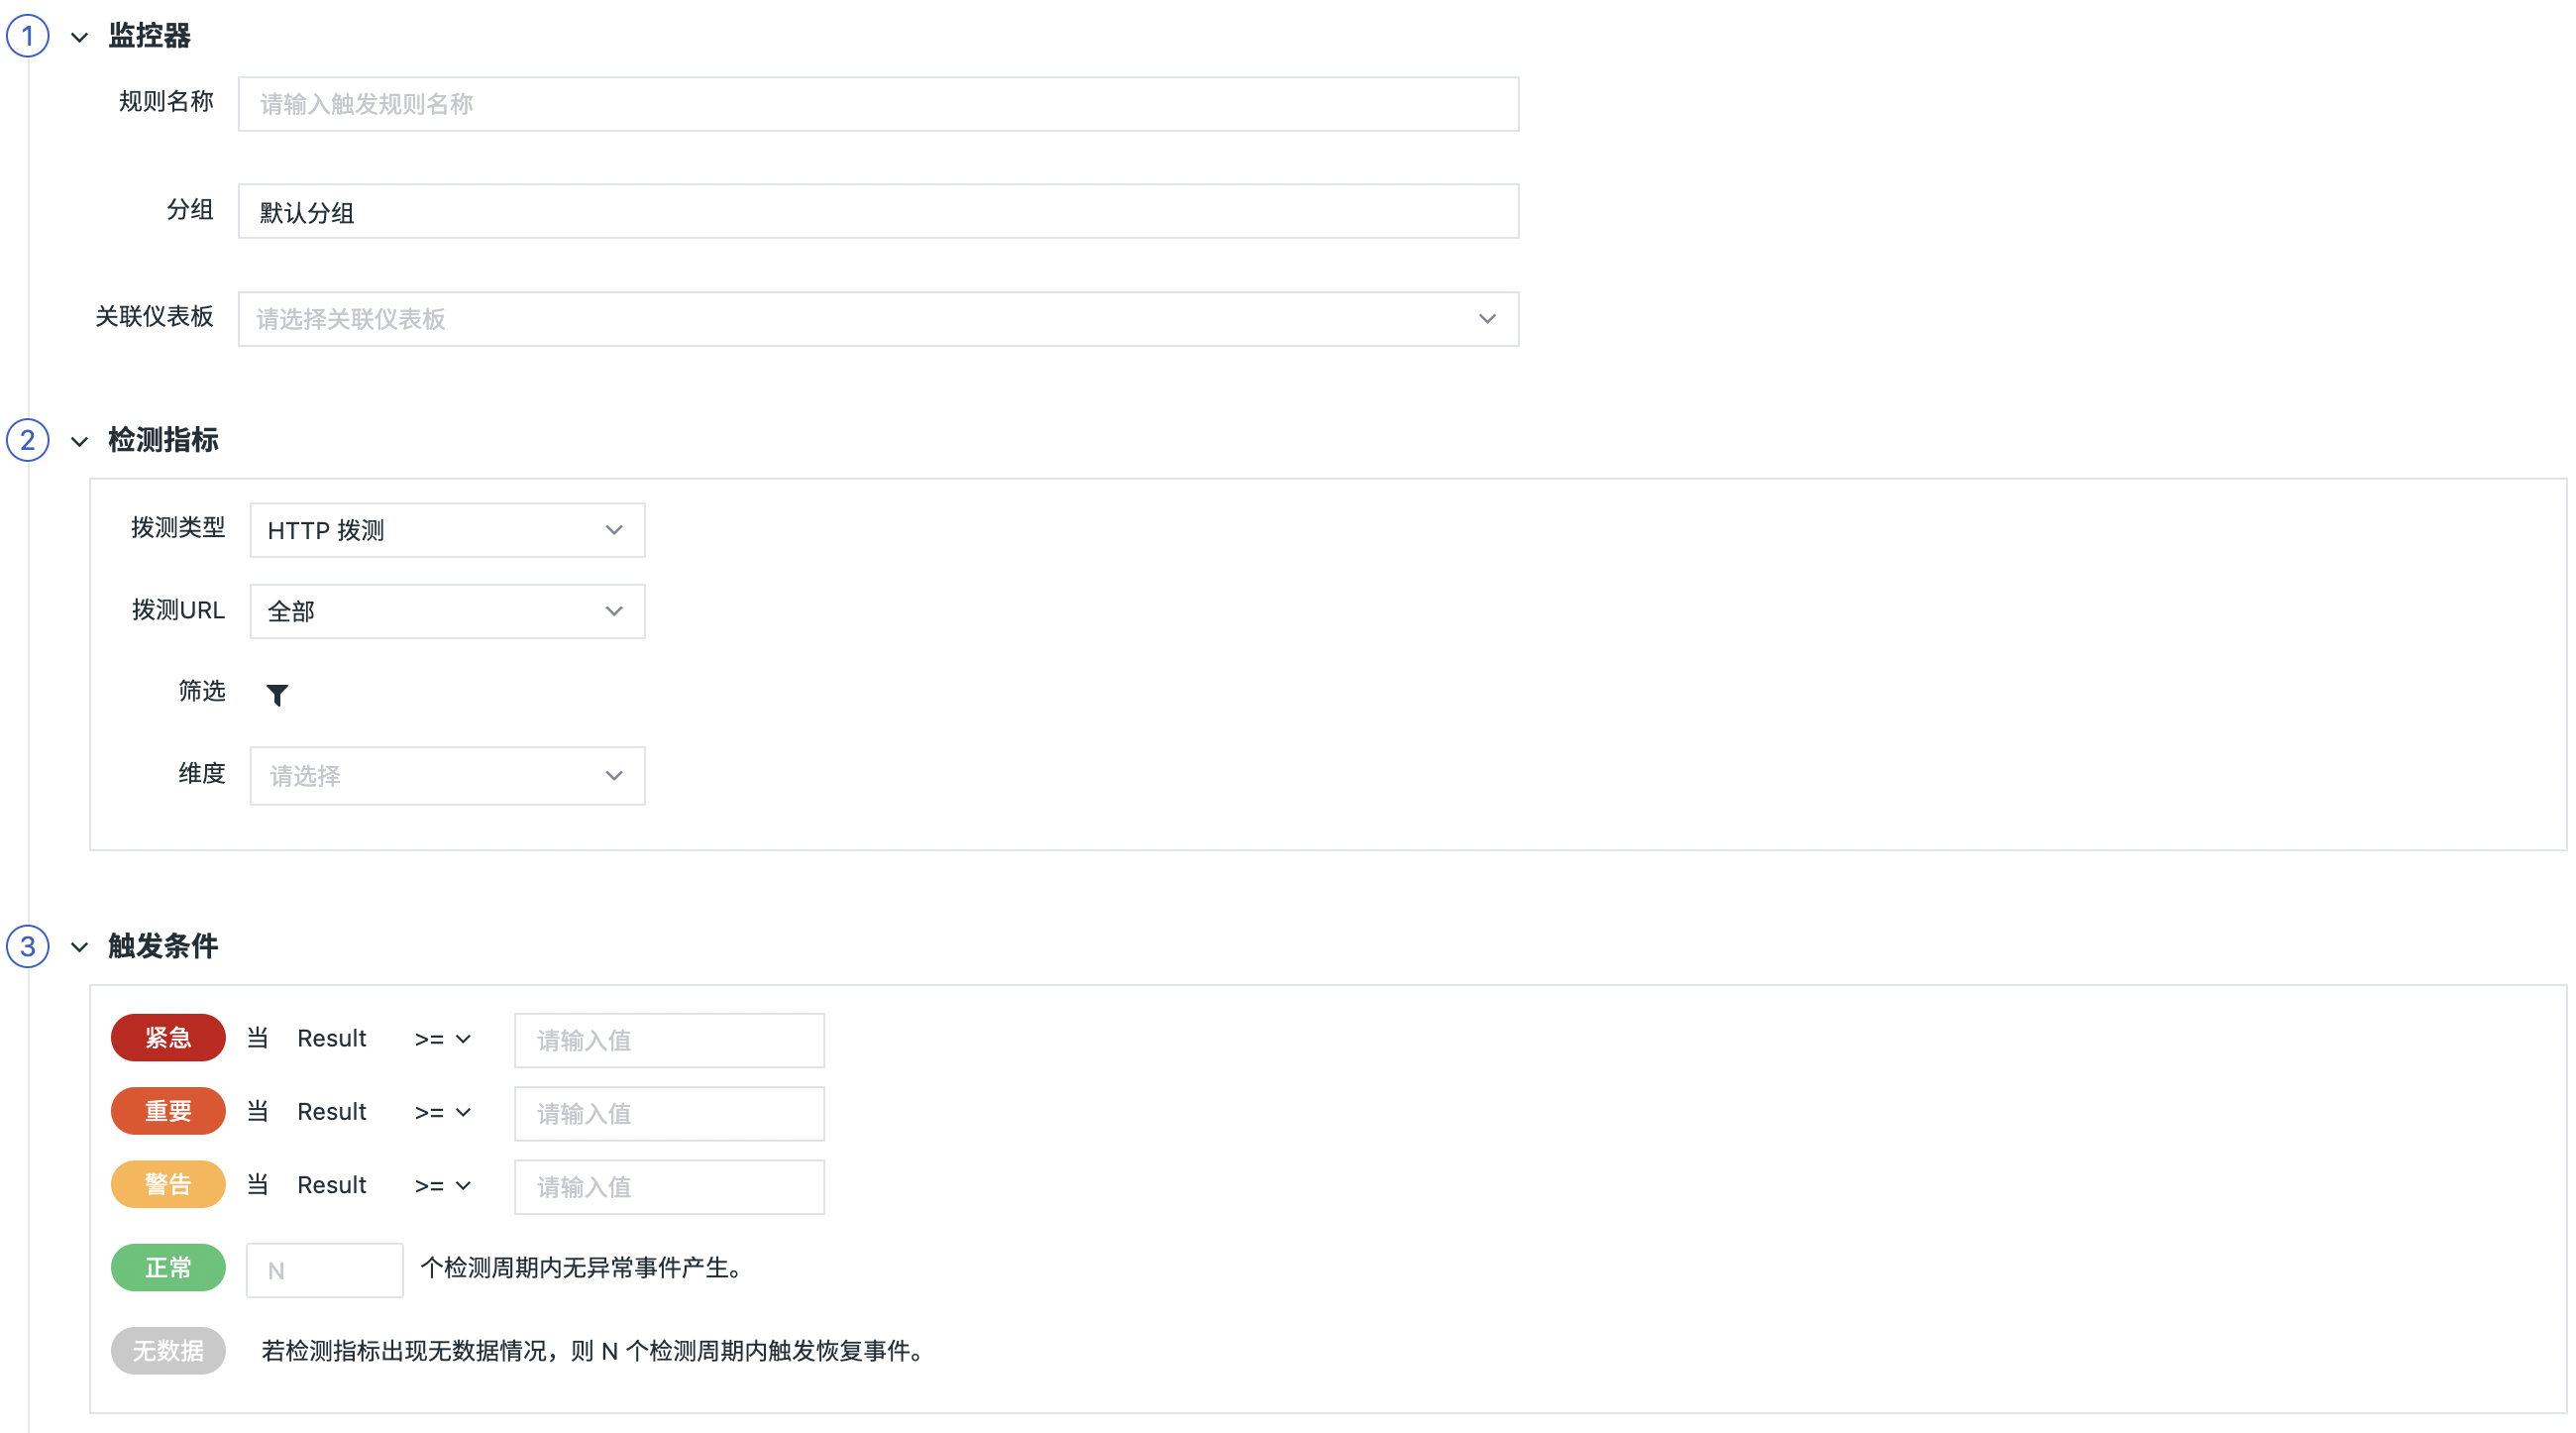 1 监控器
规则名称 请输入触发规则名称
分组 默认分组
关联仪表板 请选择关联仪表板
2 检测指标
拨测类型 HTTP 拨测
拨测URL 全部
筛选
维度 请选择
3 触发条件
紧急 当 Result >= 请输入值
重要 当 Result >= 请输入值
警告 当 Result >= 请输入值
正常 N 个检测周期内无异常事件产生。
无数据 若检测指标出现无数据情况，则 N 个检测周期内触发恢复事件。